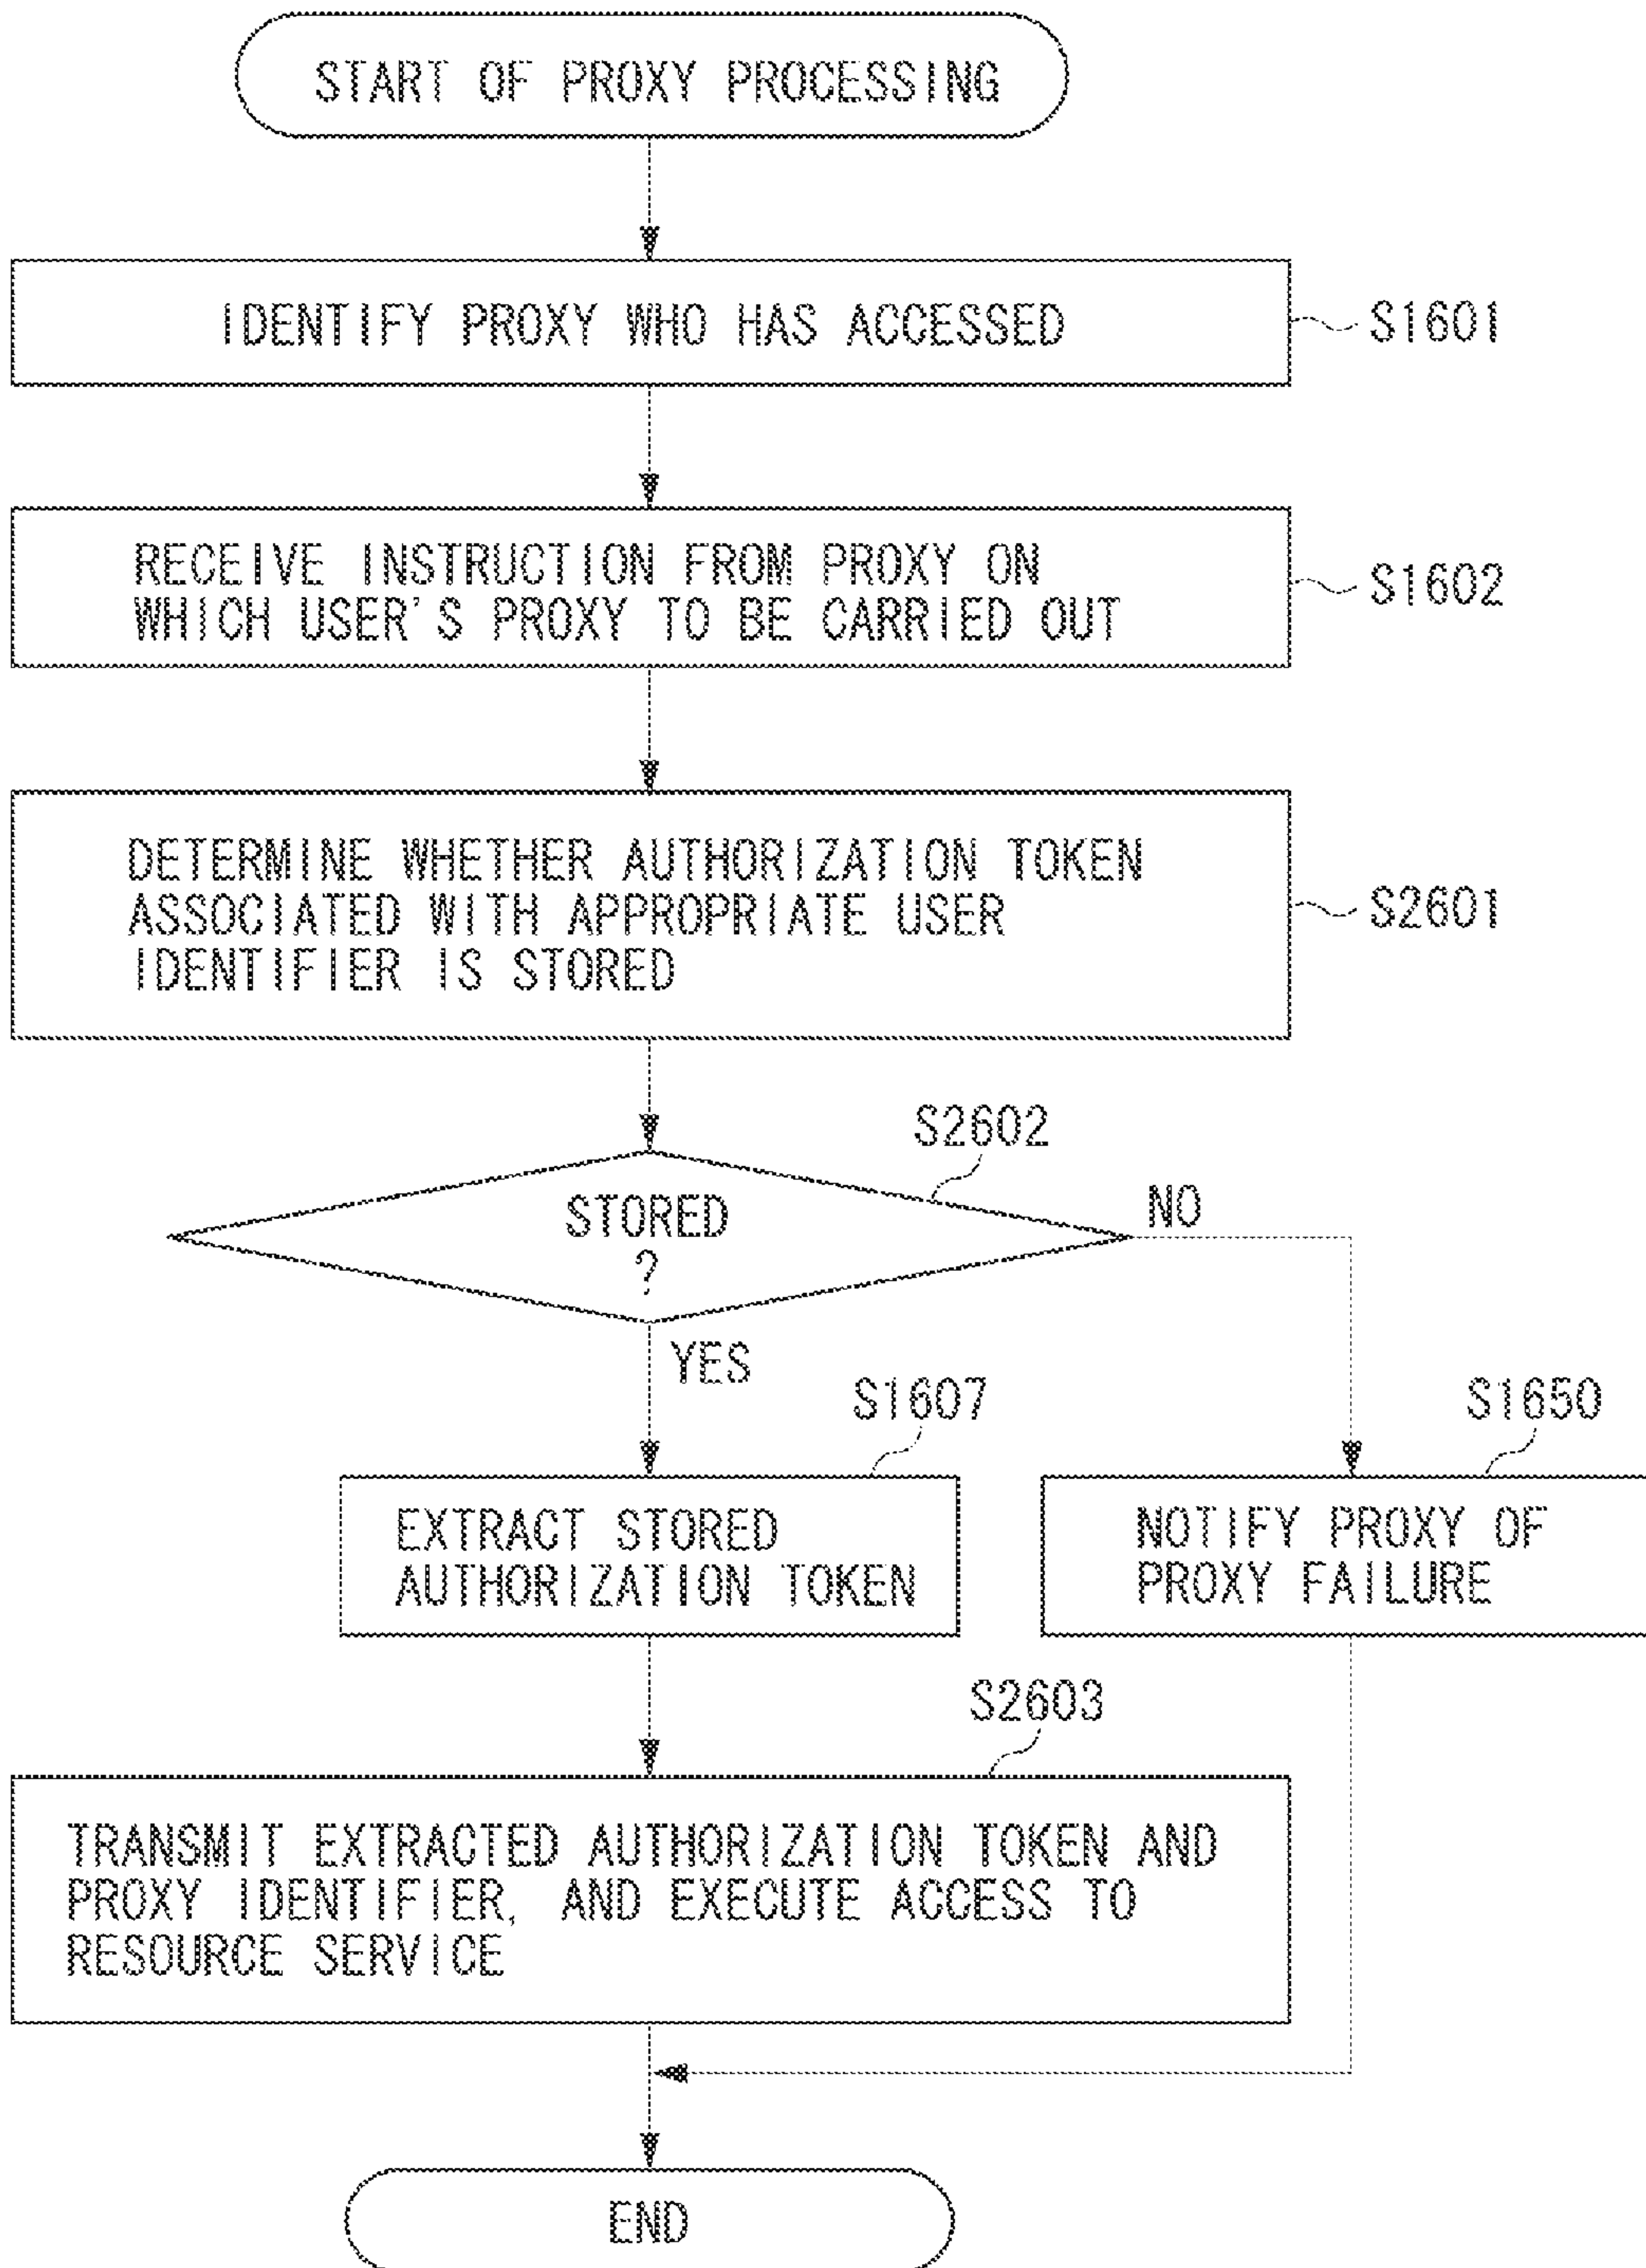 START OF PROXY PROCESSING
IDENTIFY PROXY WHO HAS ACCESSED
S1601
RECEIVE INSTRUCTION FROM PROXY ON
WHICH USER'S PROXY TO BE CARRIED OUT
S1602
DETERMINE WHETHER AUTHORIZATION TOKEN
ASSOCIATED WITH APPROPRIATE USER
IDENTIFIER IS STORED
S2601
S2602
STORED
?
NO
YES
S1607
EXTRACT STORED
AUTHORIZATION TOKEN
S1650
NOTIFY PROXY OF
PROXY FAILURE
S2603
TRANSMIT EXTRACTED AUTHORIZATION TOKEN AND
PROXY IDENTIFIER, AND EXECUTE ACCESS TO
RESOURCE SERVICE
END